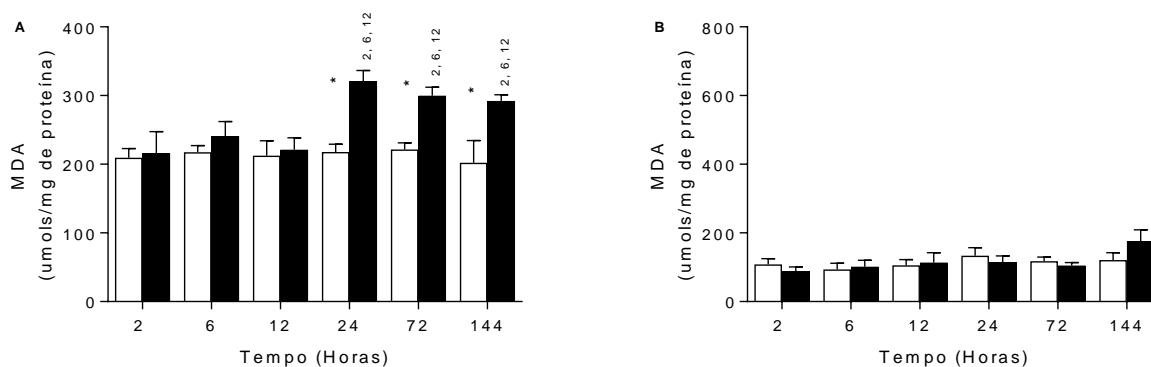 A
MDA
(umols/mg de proteína)
400
300
200
100
0
*
2, 6, 12
*
2, 6, 12
*
2, 6, 12
2 6 12 24 72 144
Tempo (Horas)
B
MDA
(umols/mg de proteína)
800
600
400
200
0
2 6 12 24 72 144
Tempo (Horas)